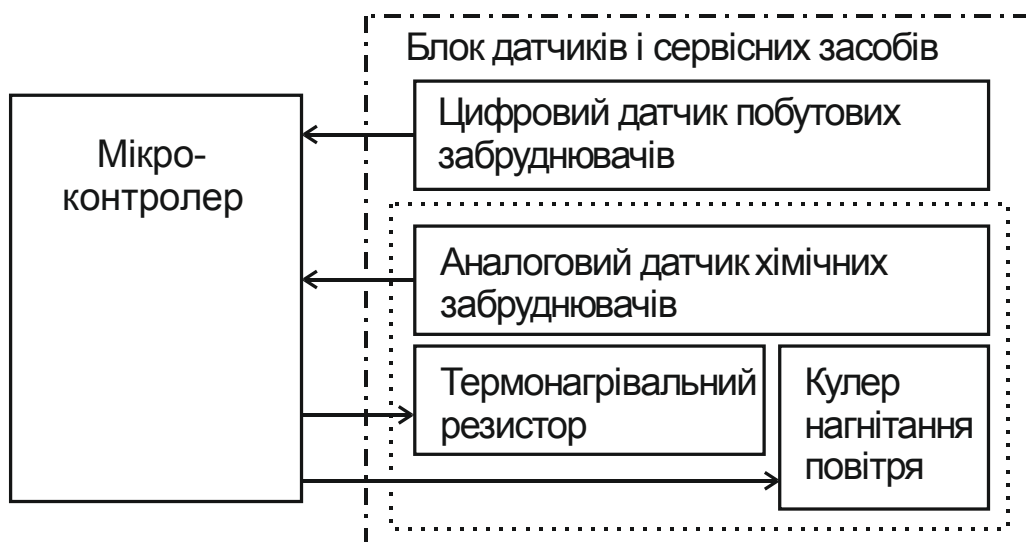 Блок датчиків і сервісних засобів
Цифровий датчик побутових
забруднювачів
Мікро-
контролер
Аналоговий датчик хімічних
забруднювачів
Термонагрівальний
резистор
Кулер
нагнітання
повітря